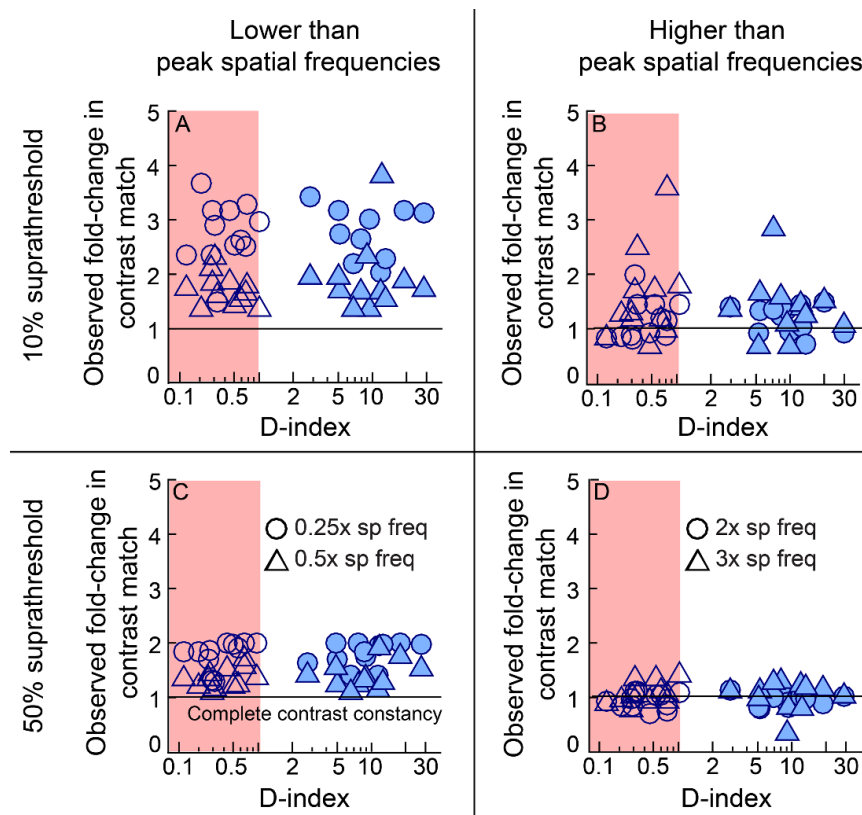 Lower than
peak spatial frequencies
Higher than
peak spatial frequencies
10% suprathreshold
Observed fold-change in
contrast match
A
5
4
3
2
1
0
0.1 0.5 1 2 5 10 30
D-index
Observed fold-change in
contrast match
B
5
4
3
2
1
0
0.1 0.5 1 2 5 10 30
D-index
50% suprathreshold
Observed fold-change in
contrast match
C
5
4
3
2
1
0
0.25x sp freq
0.5x sp freq
Complete contrast constancy
0.1 0.5 1 2 5 10 30
D-index
Observed fold-change in
contrast match
D
5
4
3
2
1
0
2x sp freq
3x sp freq
0.1 0.5 1 2 5 10 30
D-index